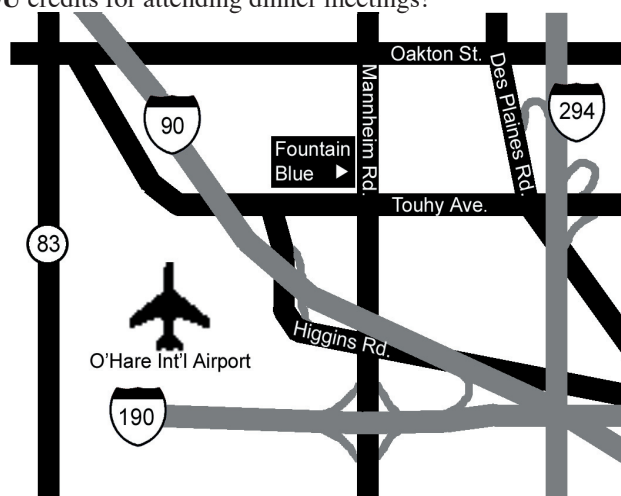 credits for attending dinner meetings?
Oakton St.
Des Plaines Rd.
Mannheim Rd.
294
90
Fountain
Blue
Touhy Ave.
83
Higgins Rd.
O'Hare Int'l Airport
190